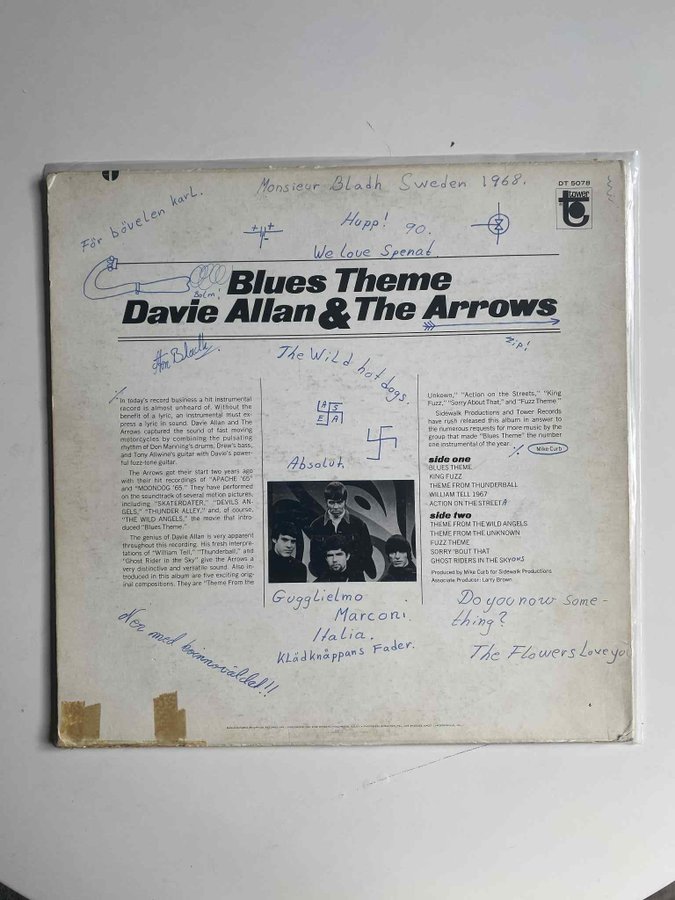 Monsieur Bladh Sweden 1968.
DT 5078
tower
För bövelen karl.
Hupp! 90.
We love Spenat.
Bolm!
Blues Theme
Davie Allan & The Arrows
zip!
The Wild hot dogs.
In today's record business a hit instrumental
record is almost unheard of. Without the
benefit of a lyric, an instrumental must ex-
press a lyric in sound. Davie Allan and The
Arrows captured the sound of fast moving
motorcycles by combining the pulsating
rhythm of Don Manning's drums, Drew's bass,
and Tony Allwine's guitar with Davie's power-
ful fuzz-tone guitar.
The Arrows got their start two years ago
with their hit recordings of "APACHE '65"
and "MOONDOG '65." They have performed
on the soundtrack of several motion pictures,
including "SKATERDATER," "DEVILS AN-
GELS," "THUNDER ALLEY," and, of course,
"THE WILD ANGELS," the movie that intro-
duced "Blues Theme."
The genius of Davie Allan is very apparent
throughout this recording. His fresh interpre-
tations of "William Tell," "Thunderball," and
"Ghost Rider in the Sky" give the Arrows a
very distinctive and versatile sound. Also in-
troduced in this album are five exciting orig-
inal compositions. They are "Theme From the
A S
E A
Absolut.
Unkowo," "Action on the Streets," "King
Fuzz," "Sorry About That," and "Fuzz Theme."
Sidewalk Productions and Tower Records
have rush released this album in answer to
the numerous requests for more music by the
group that made "Blues Theme" the number
one instrumental of the year.
Mike Curb
side one
BLUES THEME
KING FUZZ
THEME FROM THUNDERBALL
WILLIAM TELL 1967
ACTION ON THE STREETA
side two
THEME FROM THE WILD ANGELS
THEME FROM THE UNKNOWN
FUZZ THEME
SORRY 'BOUT THAT
GHOST RIDERS IN THE SKYONS
Produced by Mike Curb for Sidewalk Productions
Associate Producer: Larry Brown
Gugglielmo
Marconi.
Italia.
Klädknåppans Fader.
Do you now some-
thing?
The Flowers Love you
Ner med kvinnoväldet!!